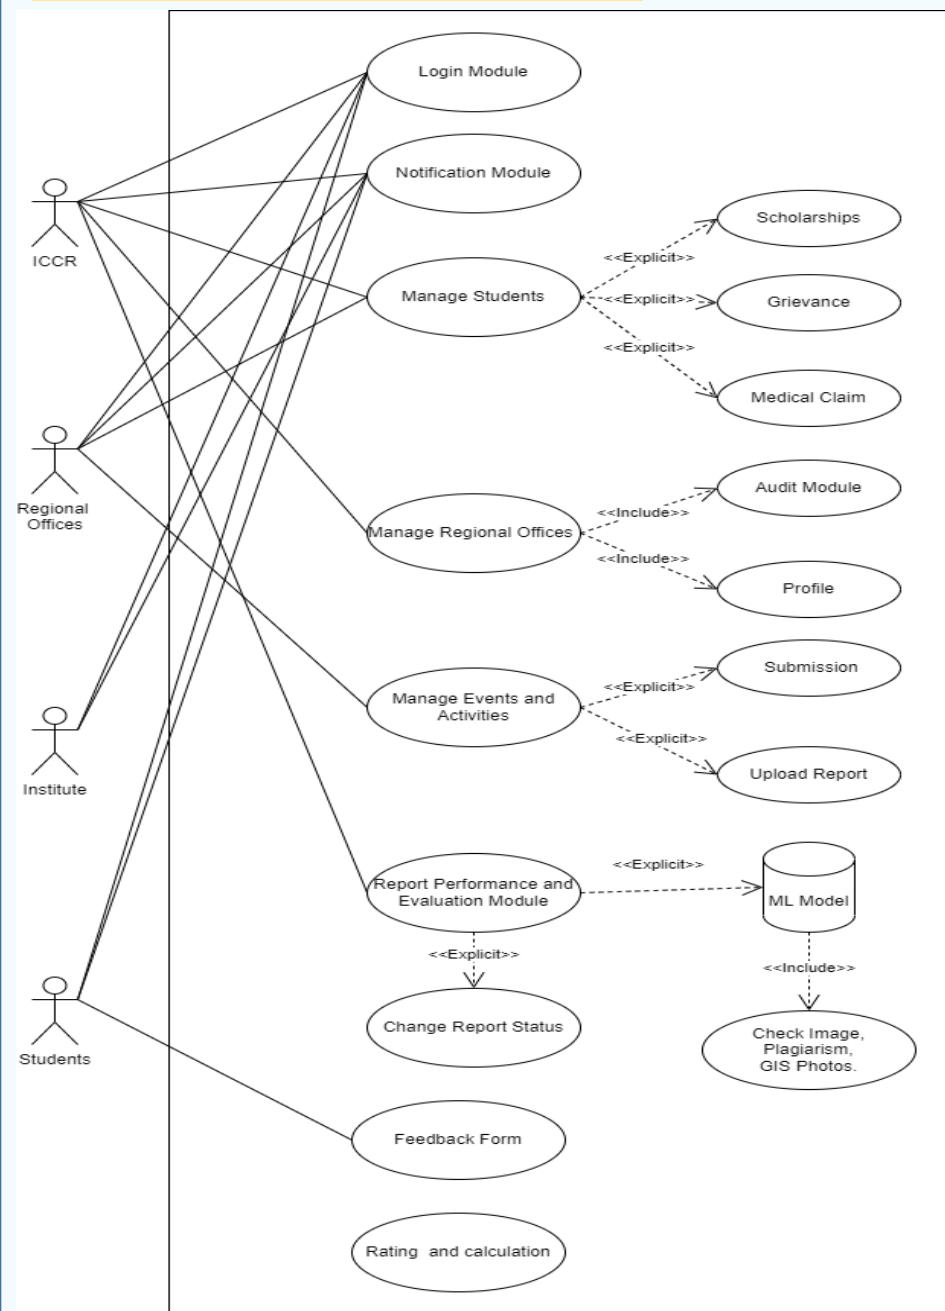 Login Module
Notification Module
ICCR
Scholarships
<<Explicit>>
Manage Students
<<Explicit>>
Grievance
<<Explicit>>
Medical Claim
Regional
Offices
Audit Module
<<Include>>
Manage Regional Offices
<<Include>>
Profile
Submission
<<Explicit>>
Manage Events and
Activities
<<Explicit>>
Upload Report
Institute
<<Explicit>>
Report Performance and
Evaluation Module
ML Model
<<Explicit>>
<<Include>>
Change Report Status
Check Image,
Plagiarism,
GIS Photos.
Students
Feedback Form
Rating  and calculation